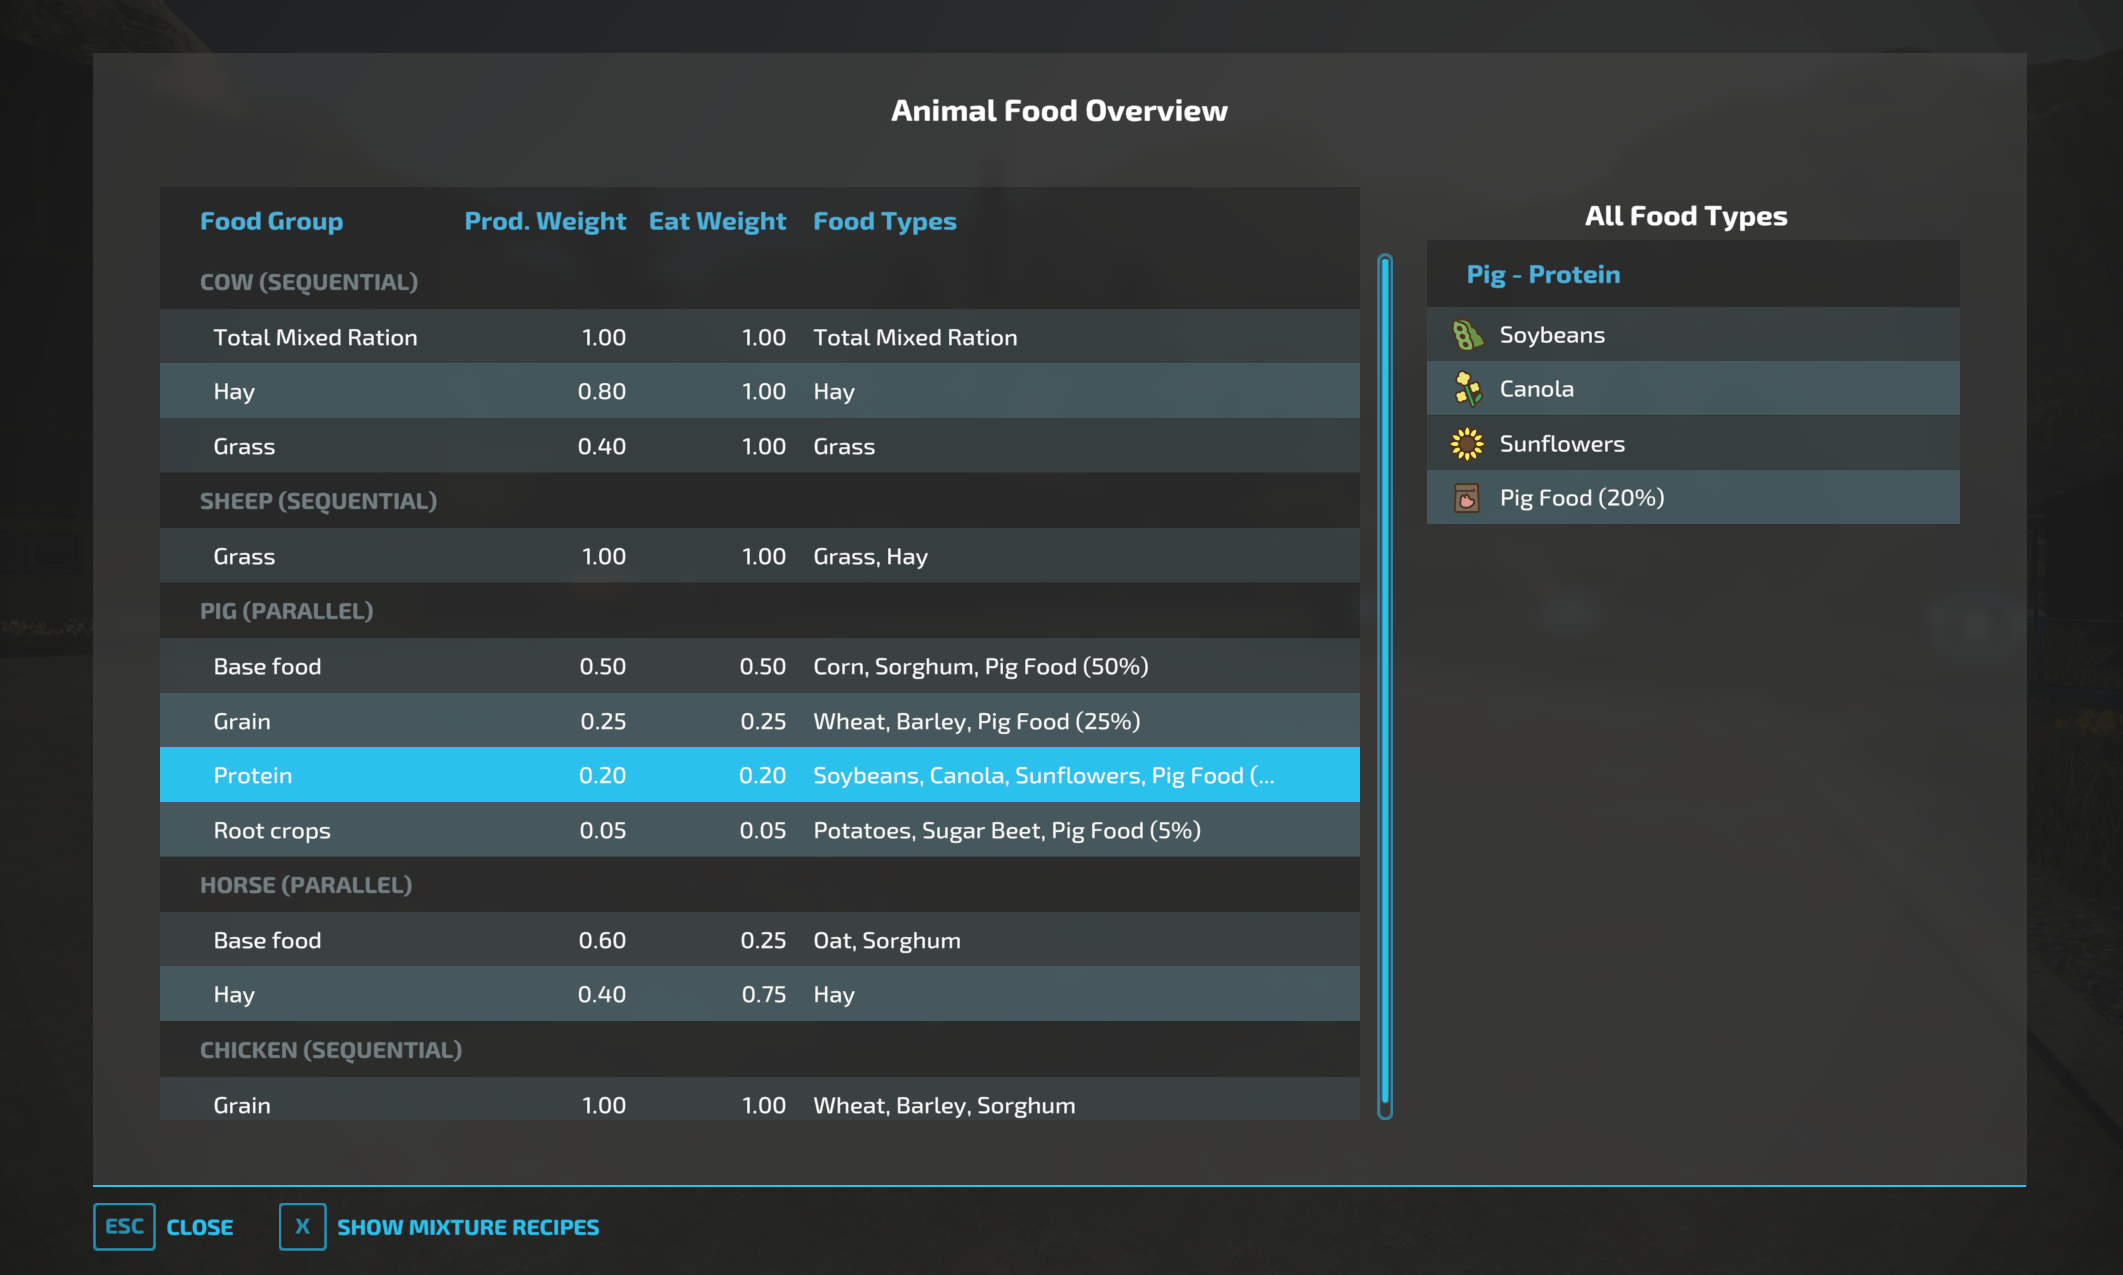 Animal Food Overview
Food Group Prod. Weight Eat Weight Food Types
COW (SEQUENTIAL)
Total Mixed Ration 1.00 1.00 Total Mixed Ration
Hay 0.80 1.00 Hay
Grass 0.40 1.00 Grass
SHEEP (SEQUENTIAL)
Grass 1.00 1.00 Grass, Hay
PIG (PARALLEL)
Base food 0.50 0.50 Corn, Sorghum, Pig Food (50%)
Grain 0.25 0.25 Wheat, Barley, Pig Food (25%)
Protein 0.20 0.20 Soybeans, Canola, Sunflowers, Pig Food (...
Root crops 0.05 0.05 Potatoes, Sugar Beet, Pig Food (5%)
HORSE (PARALLEL)
Base food 0.60 0.25 Oat, Sorghum
Hay 0.40 0.75 Hay
CHICKEN (SEQUENTIAL)
Grain 1.00 1.00 Wheat, Barley, Sorghum
All Food Types
Pig - Protein
Soybeans
Canola
Sunflowers
Pig Food (20%)
ESC CLOSE X SHOW MIXTURE RECIPES